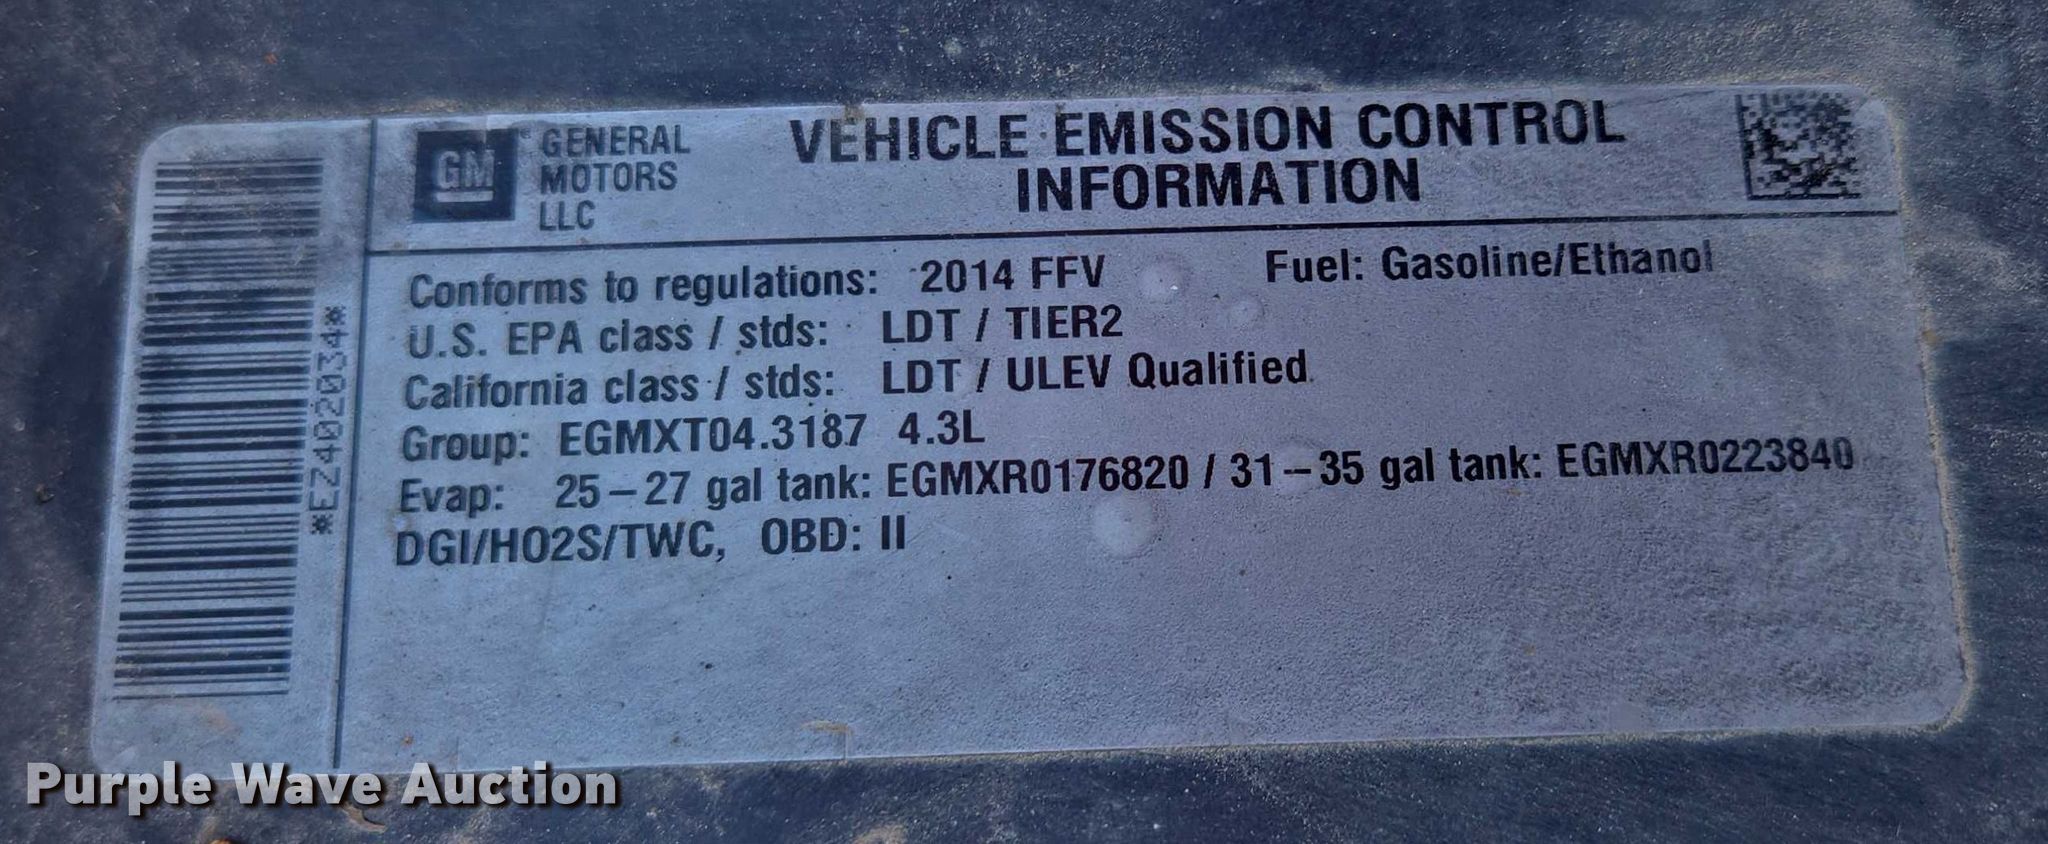 GM
GENERAL
MOTORS
LLC
VEHICLE EMISSION CONTROL
INFORMATION
Conforms to regulations: 2014 FFV Fuel: Gasoline/Ethanol
U.S. EPA class / stds: LDT / TIER2
California class / stds: LDT / ULEV Qualified
Group: EGMXT04.3187 4.3L
Evap: 25–27 gal tank: EGMXR0176820 / 31–35 gal tank: EGMXR0223840
DGI/HO2S/TWC, OBD: II
*EZ402034*
Purple Wave Auction